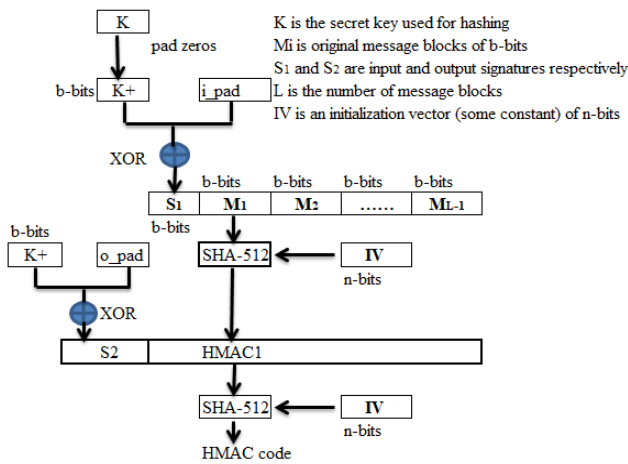 K
K is the secret key used for hashing
pad zeros
Mi is original message blocks of b-bits
S1 and S2 are input and output signatures respectively
b-bits K+ i_pad
L is the number of message blocks
IV is an initialization vector (some constant) of n-bits
XOR
b-bits b-bits b-bits b-bits
S1 M1 M2 ...... ML-1
b-bits
b-bits
K+ o_pad SHA-512 IV
n-bits
XOR
S2 HMAC1
SHA-512 IV
n-bits
HMAC code